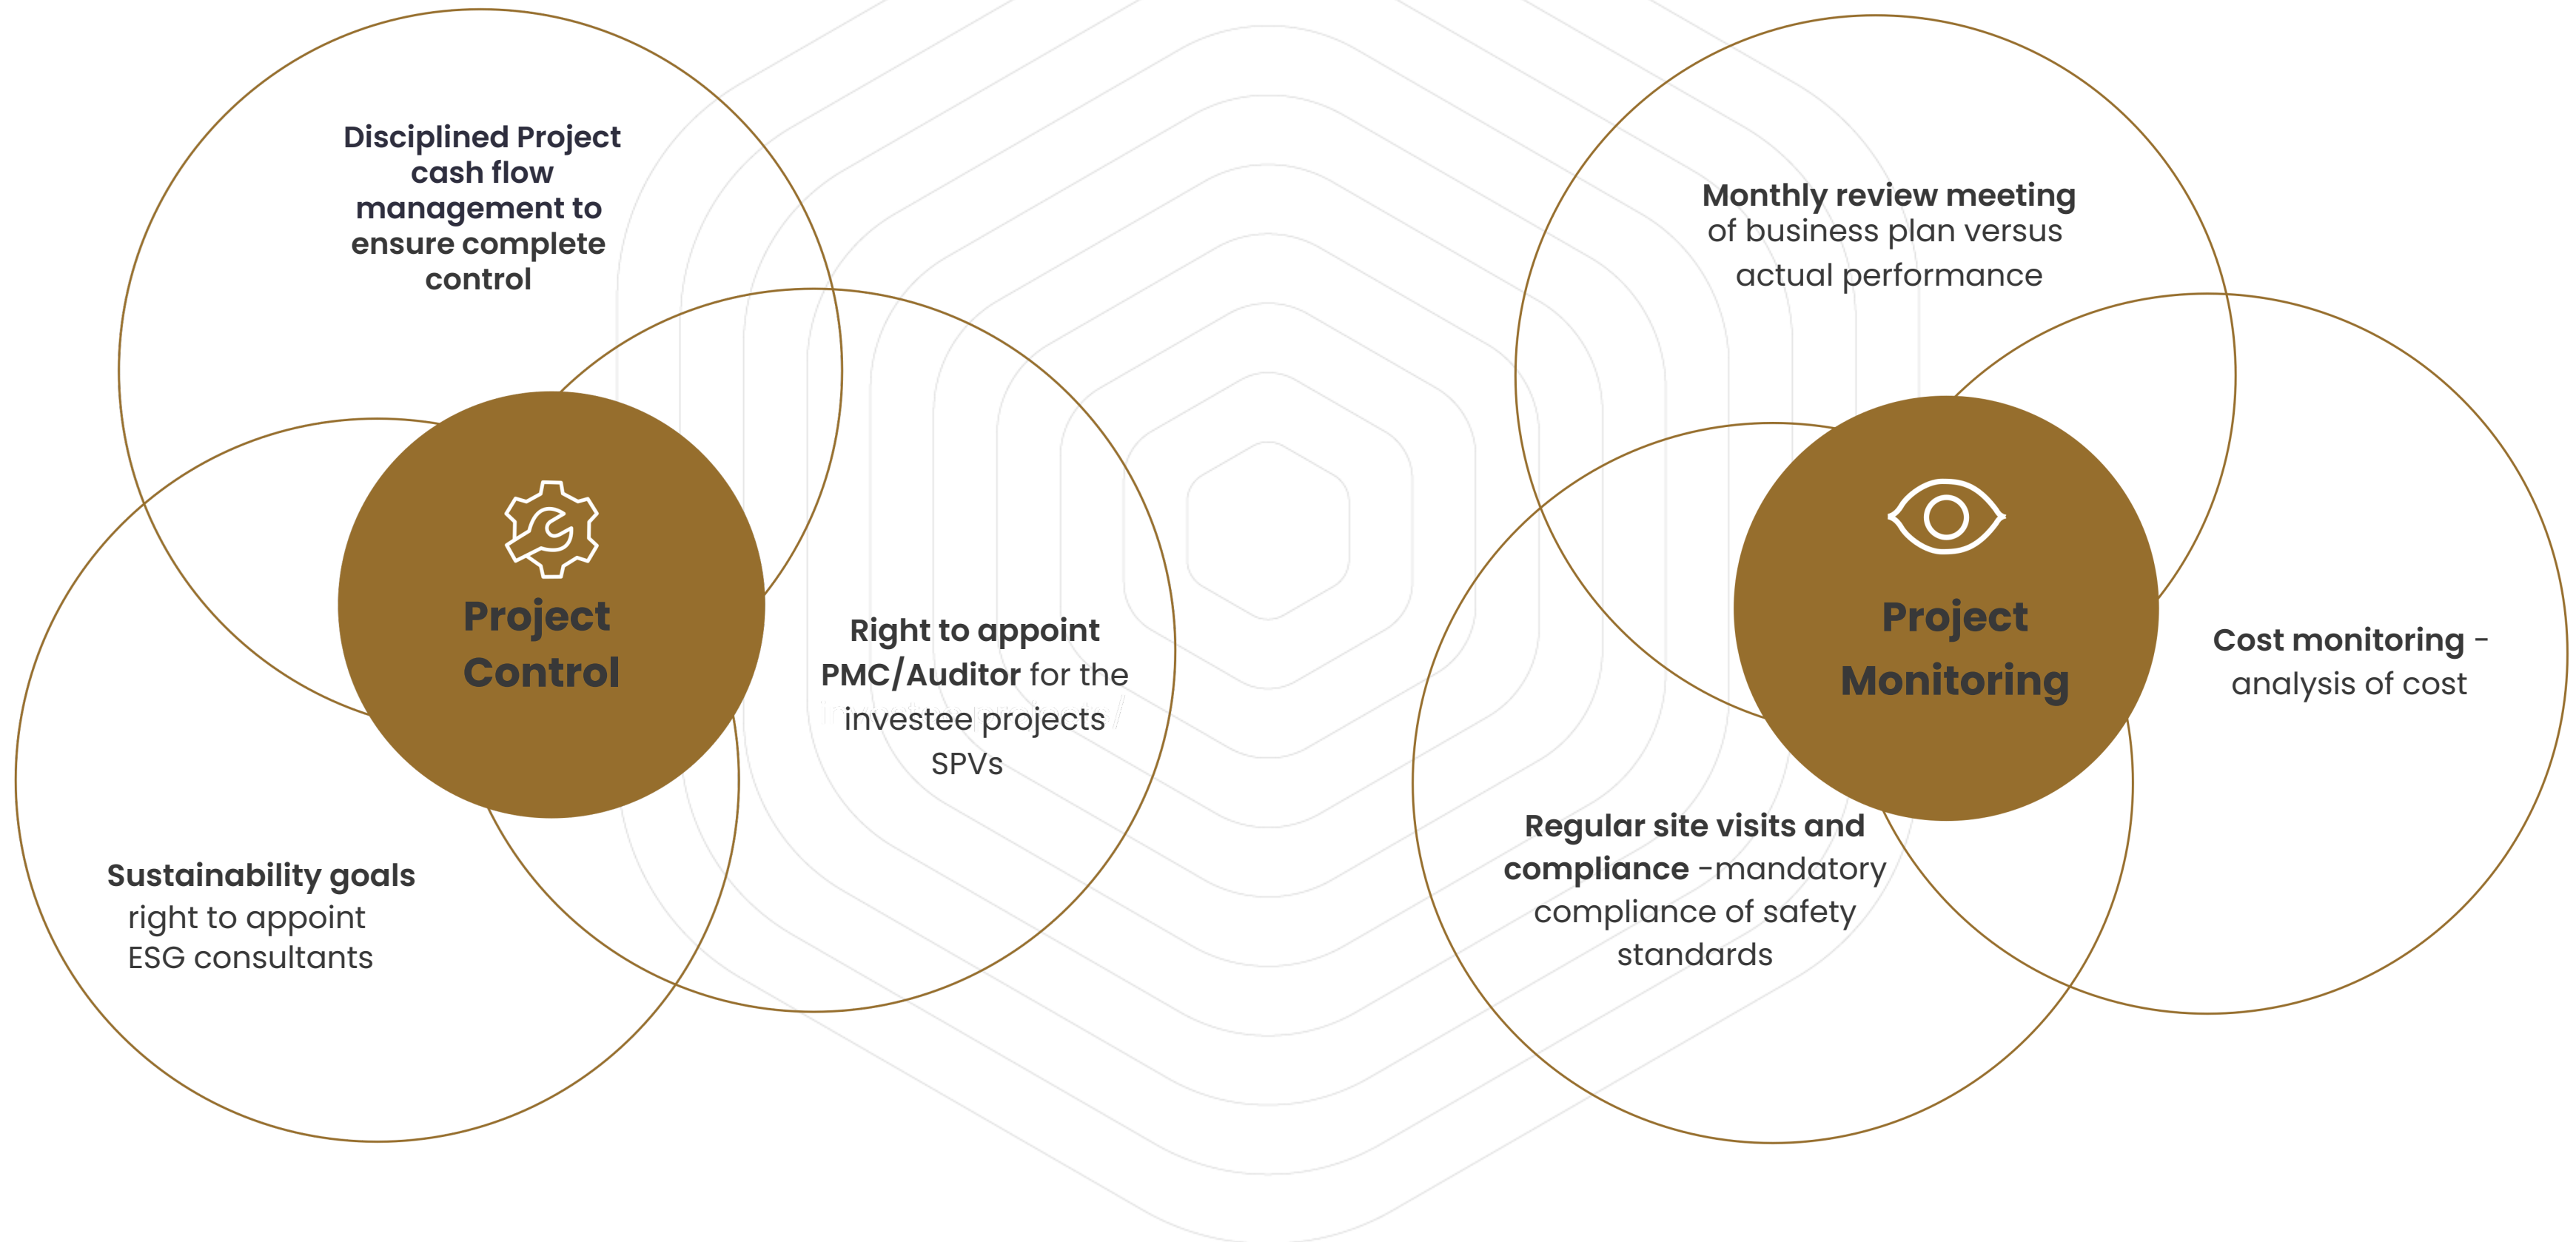 Disciplined Project
cash flow
management to
ensure complete
control
Project
Control
Right to appoint
PMC/Auditor for the
investee projects
SPVs
Sustainability goals
right to appoint
ESG consultants
Monthly review meeting
of business plan versus
actual performance
Project
Monitoring
Cost monitoring -
analysis of cost
Regular site visits and
compliance -mandatory
compliance of safety
standards